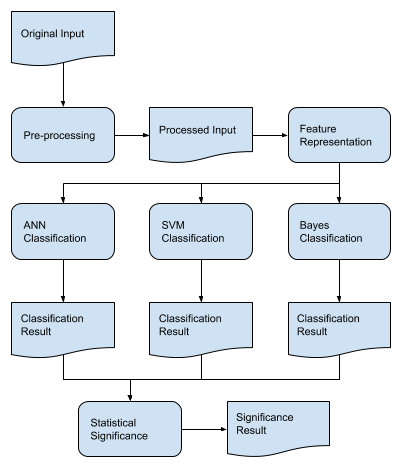 Original Input
Pre-processing
Processed Input
Feature
Representation
ANN
Classification
SVM
Classification
Bayes
Classification
Classification
Result
Classification
Result
Classification
Result
Statistical
Significance
Significance
Result